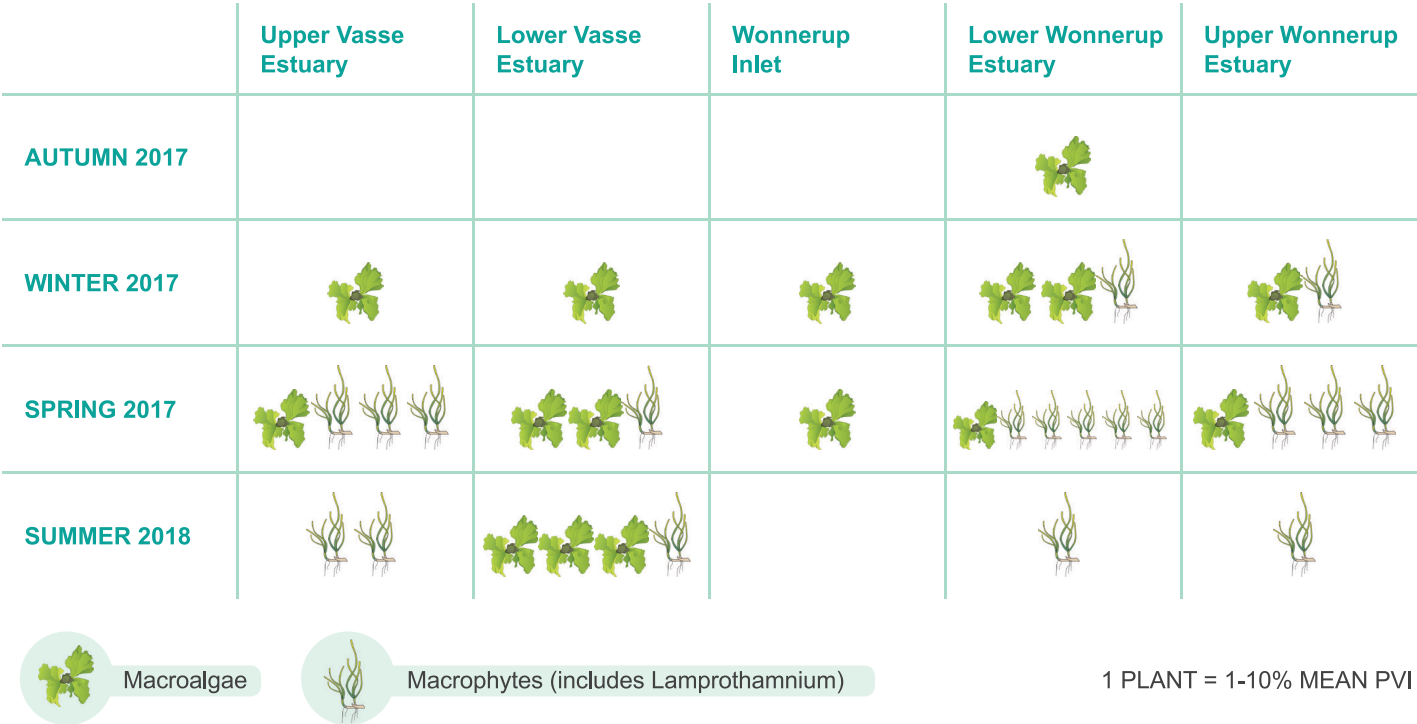 Upper Vasse
Estuary
Lower Vasse
Estuary
Wonnerup
Inlet
Lower Wonnerup
Estuary
Upper Wonnerup
Estuary
AUTUMN 2017
WINTER 2017
SPRING 2017
SUMMER 2018
Macroalgae
Macrophytes (includes Lamprothamnium)
1 PLANT = 1-10% MEAN PVI